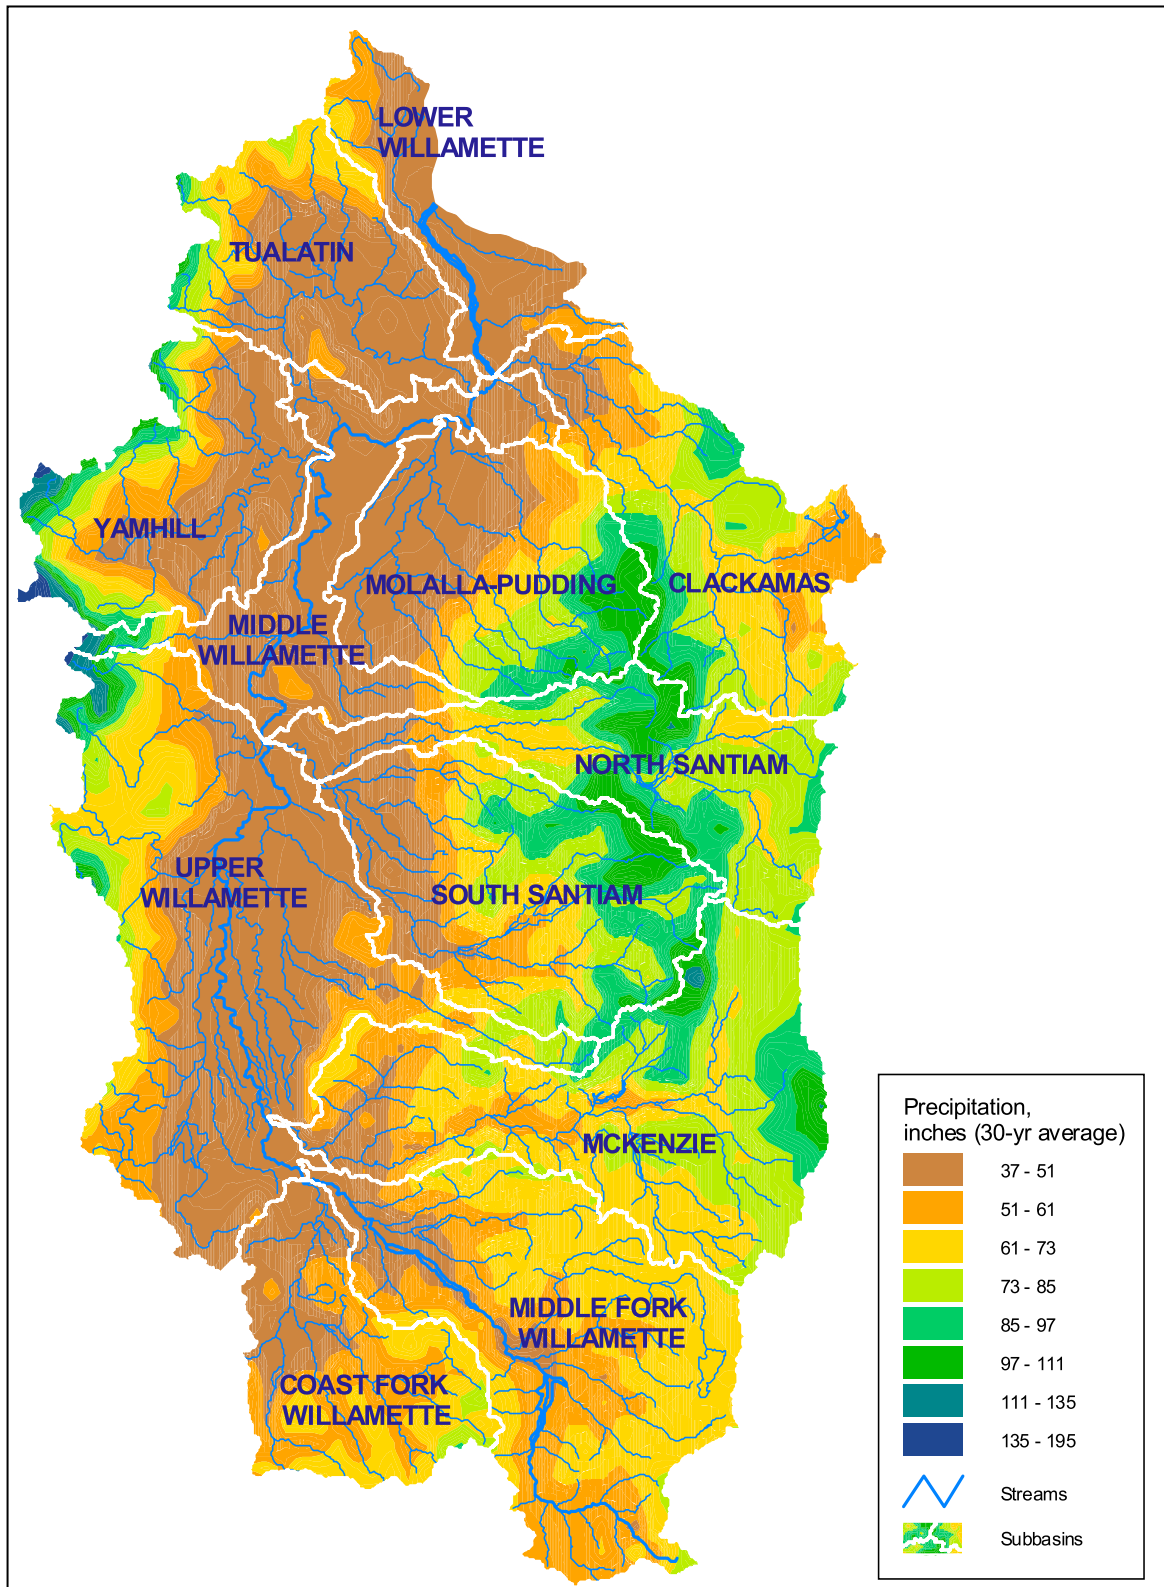 LOWER
WILLAMETTE
TUALATIN
YAMHILL
MOLALLA-PUDDING
CLACKAMAS
MIDDLE
WILLAMETTE
NORTH SANTIAM
UPPER
WILLAMETTE
SOUTH SANTIAM
MCKENZIE
MIDDLE FORK
WILLAMETTE
COAST FORK
WILLAMETTE
Precipitation,
inches (30-yr average)
37 - 51
51 - 61
61 - 73
73 - 85
85 - 97
97 - 111
111 - 135
135 - 195
Streams
Subbasins